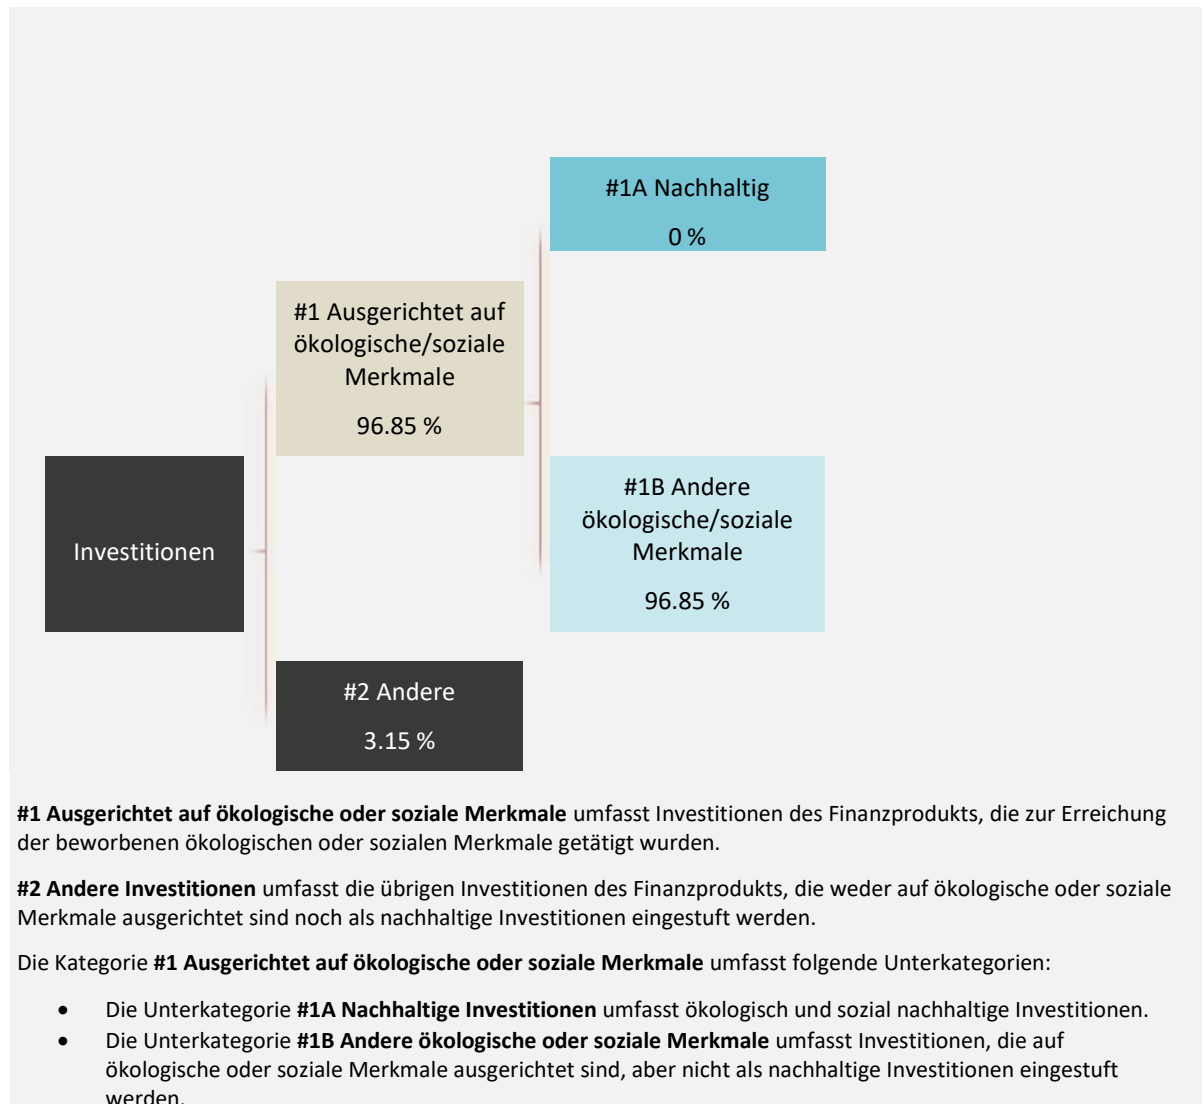 #1A Nachhaltig
0 %
#1 Ausgerichtet auf
ökologische/soziale
Merkmale
96.85 %
Investitionen
#1B Andere
ökologische/soziale
Merkmale
96.85 %
#2 Andere
3.15 %
#1 Ausgerichtet auf ökologische oder soziale Merkmale umfasst Investitionen des Finanzprodukts, die zur Erreichung
der beworbenen ökologischen oder sozialen Merkmale getätigt wurden.
#2 Andere Investitionen umfasst die übrigen Investitionen des Finanzprodukts, die weder auf ökologische oder soziale
Merkmale ausgerichtet sind noch als nachhaltige Investitionen eingestuft werden.
Die Kategorie #1 Ausgerichtet auf ökologische oder soziale Merkmale umfasst folgende Unterkategorien:
• Die Unterkategorie #1A Nachhaltige Investitionen umfasst ökologisch und sozial nachhaltige Investitionen.
• Die Unterkategorie #1B Andere ökologische oder soziale Merkmale umfasst Investitionen, die auf
ökologische oder soziale Merkmale ausgerichtet sind, aber nicht als nachhaltige Investitionen eingestuft
werden.